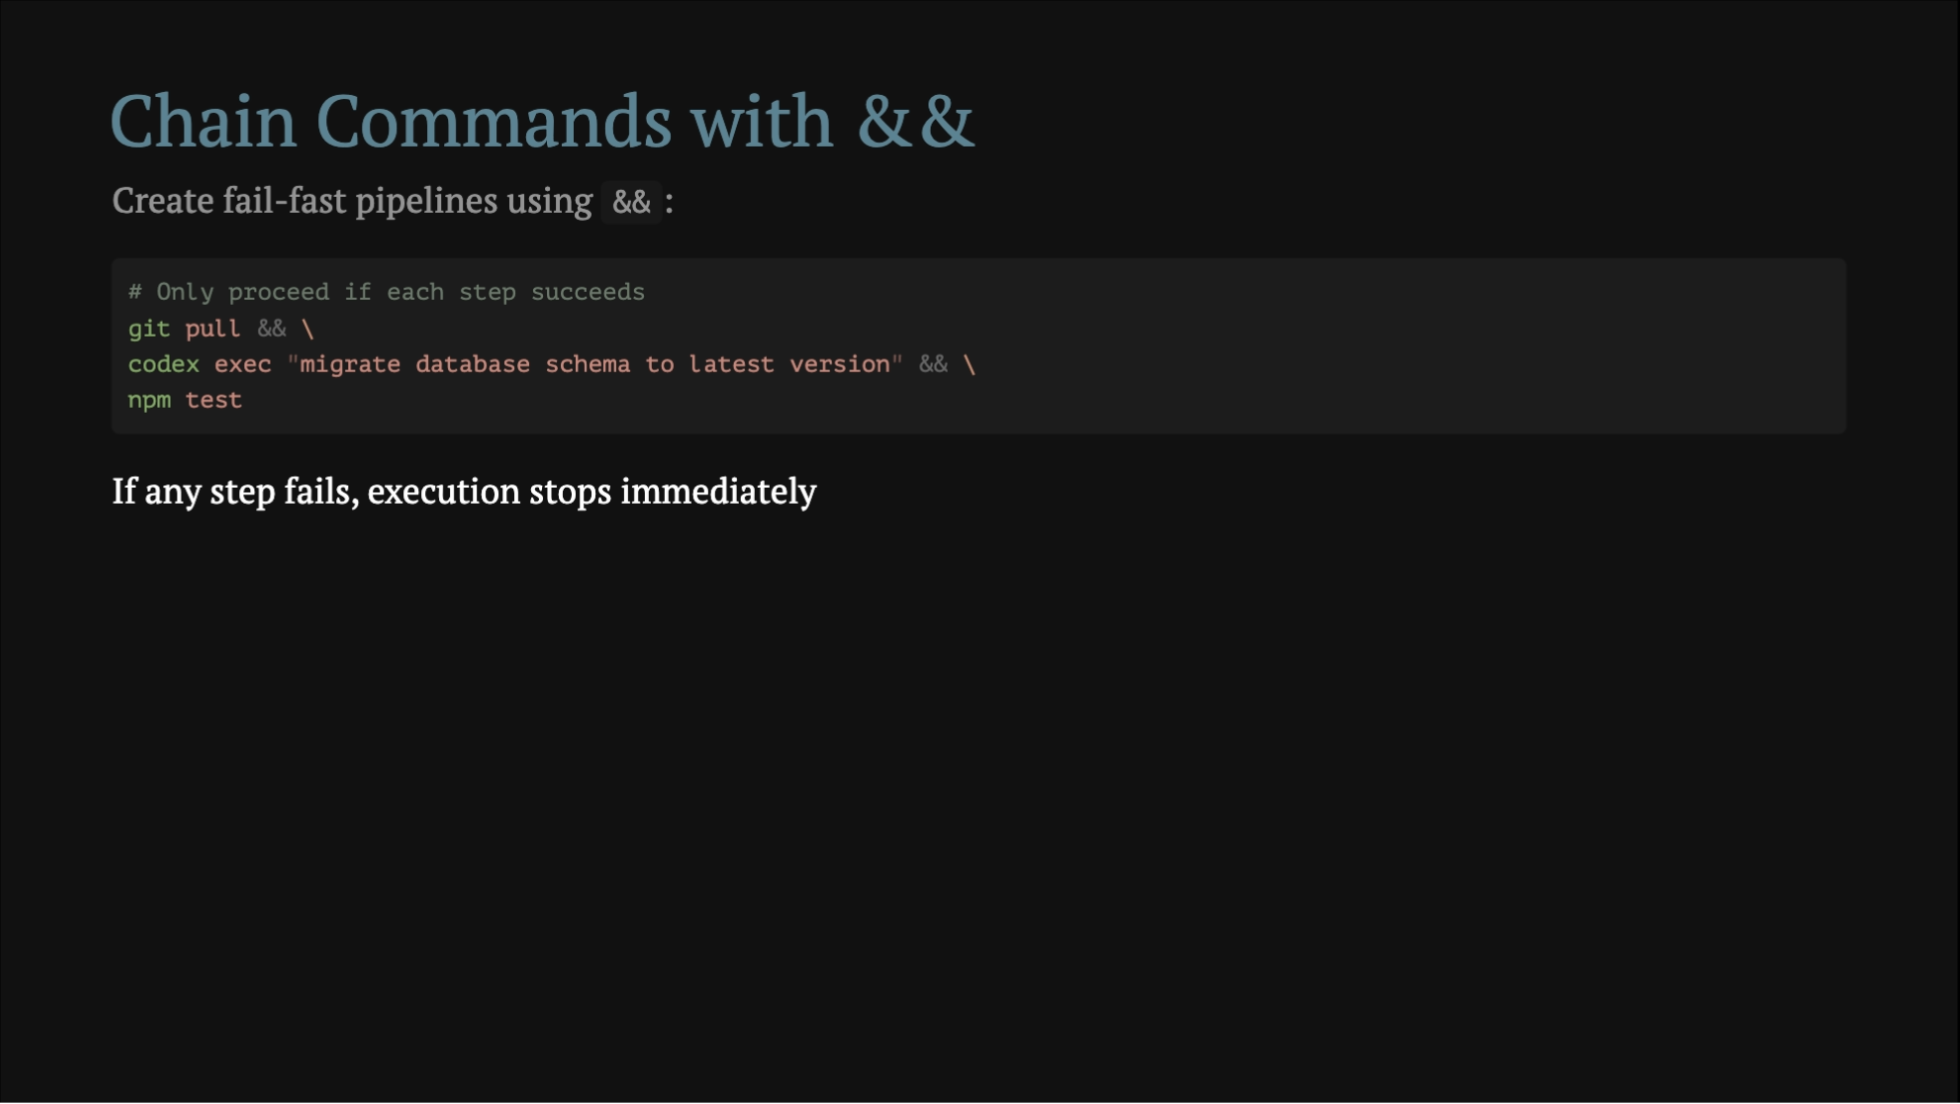 Chain Commands with &&
Create fail-fast pipelines using && :
# Only proceed if each step succeeds
git pull && \
codex exec "migrate database schema to latest version" && \
npm test
If any step fails, execution stops immediately